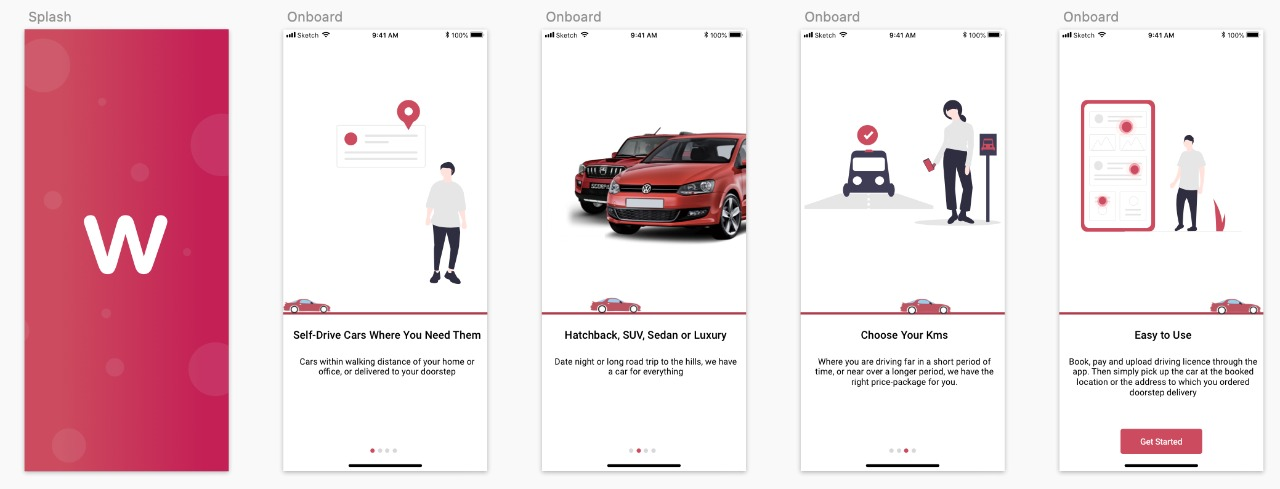 Splash
W
Onboard
Sketch 9:41 AM 100%
Self-Drive Cars Where You Need Them
Cars within walking distance of your home or
office, or delivered to your doorstep
Onboard
Sketch 9:41 AM 100%
Hatchback, SUV, Sedan or Luxury
Date night or long road trip to the hills, we have
a car for everything
Onboard
Sketch 9:41 AM 100%
Choose Your Kms
Where you are driving far in a short period of
time, or near over a longer period, we have the
right price-package for you.
Onboard
Sketch 9:41 AM 100%
Easy to Use
Book, pay and upload driving licence through the
app. Then simply pick up the car at the booked
location or the address to which you ordered
doorstep delivery
Get Started